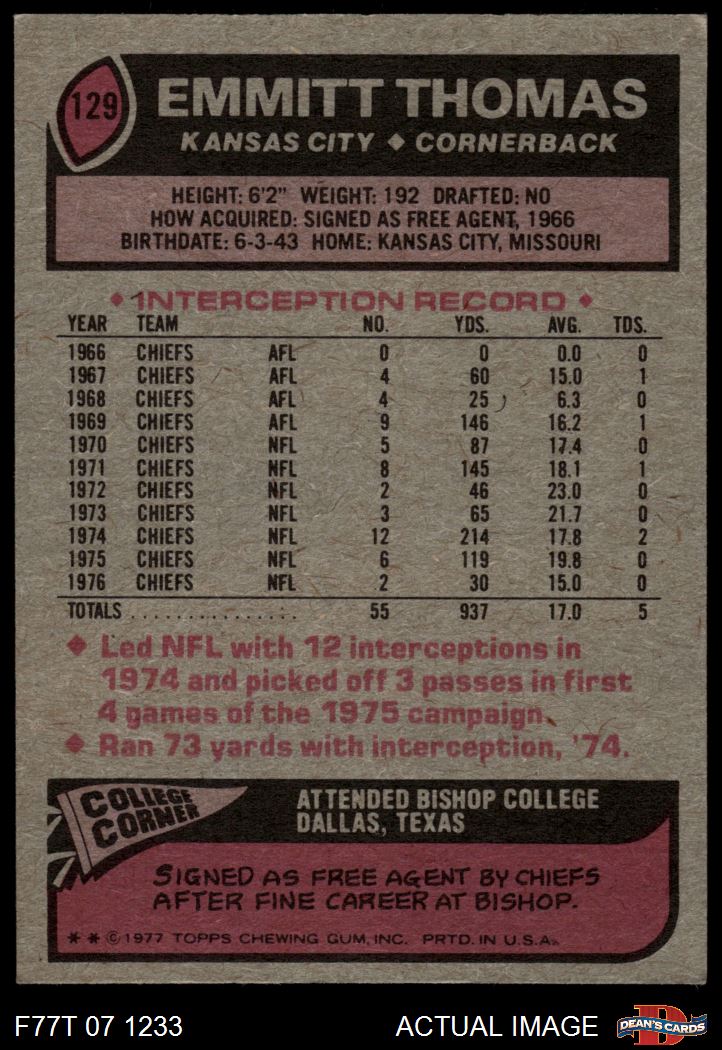 129
EMMITT THOMAS
KANSAS CITY ◆ CORNERBACK
HEIGHT: 6'2" WEIGHT: 192 DRAFTED: NO
HOW ACQUIRED: SIGNED AS FREE AGENT, 1966
BIRTHDATE: 6-3-43 HOME: KANSAS CITY, MISSOURI
◆ INTERCEPTION RECORD ◆
YEAR TEAM NO. YDS. AVG. TDS.
1966 CHIEFS AFL 0 0 0.0 0
1967 CHIEFS AFL 4 60 15.0 1
1968 CHIEFS AFL 4 25 6.3 0
1969 CHIEFS AFL 9 146 16.2 1
1970 CHIEFS NFL 5 87 17.4 0
1971 CHIEFS NFL 8 145 18.1 1
1972 CHIEFS NFL 2 46 23.0 0
1973 CHIEFS NFL 3 65 21.7 0
1974 CHIEFS NFL 12 214 17.8 2
1975 CHIEFS NFL 6 119 19.8 0
1976 CHIEFS NFL 2 30 15.0 0
TOTALS ................ 55 937 17.0 5
◆ Led NFL with 12 interceptions in
1974 and picked off 3 passes in first
4 games of the 1975 campaign.
◆ Ran 73 yards with interception, '74.
COLLEGE
CORNER
ATTENDED BISHOP COLLEGE
DALLAS, TEXAS
SIGNED AS FREE AGENT BY CHIEFS
AFTER FINE CAREER AT BISHOP.
* * © 1977 TOPPS CHEWING GUM, INC. PRTD. IN U.S.A.
F77T 07 1233
ACTUAL IMAGE
D
DEAN'S CARDS